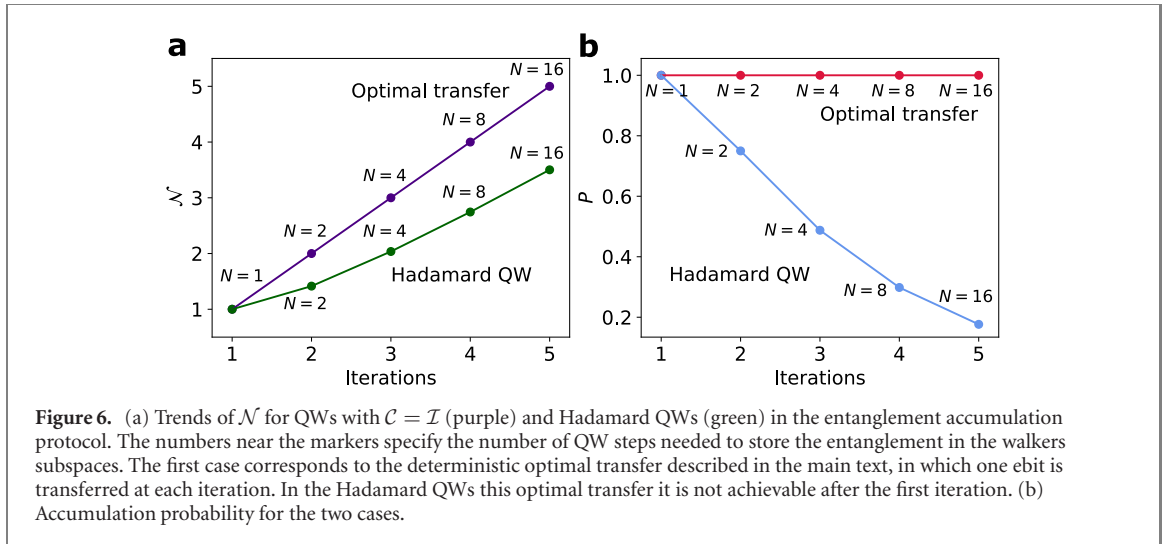 a
b
N = 16
5
Optimal transfer
N = 8
4
N = 16
N = 4
𝒩
3
N = 8
N = 2
N = 4
2
N = 1
Hadamard QW
N = 2
1
1 2 3 4 5
Iterations
1.0
N = 1 N = 2 N = 4 N = 8 N = 16
Optimal transfer
0.8
N = 2
P
0.6
N = 4
0.4
Hadamard QW
N = 8
N = 16
0.2
1 2 3 4 5
Iterations
Figure 6. (a) Trends of 𝒩 for QWs with 𝒞 = ℐ (purple) and Hadamard QWs (green) in the entanglement accumulation
protocol. The numbers near the markers specify the number of QW steps needed to store the entanglement in the walkers
subspaces. The first case corresponds to the deterministic optimal transfer described in the main text, in which one ebit is
transferred at each iteration. In the Hadamard QWs this optimal transfer it is not achievable after the first iteration. (b)
Accumulation probability for the two cases.